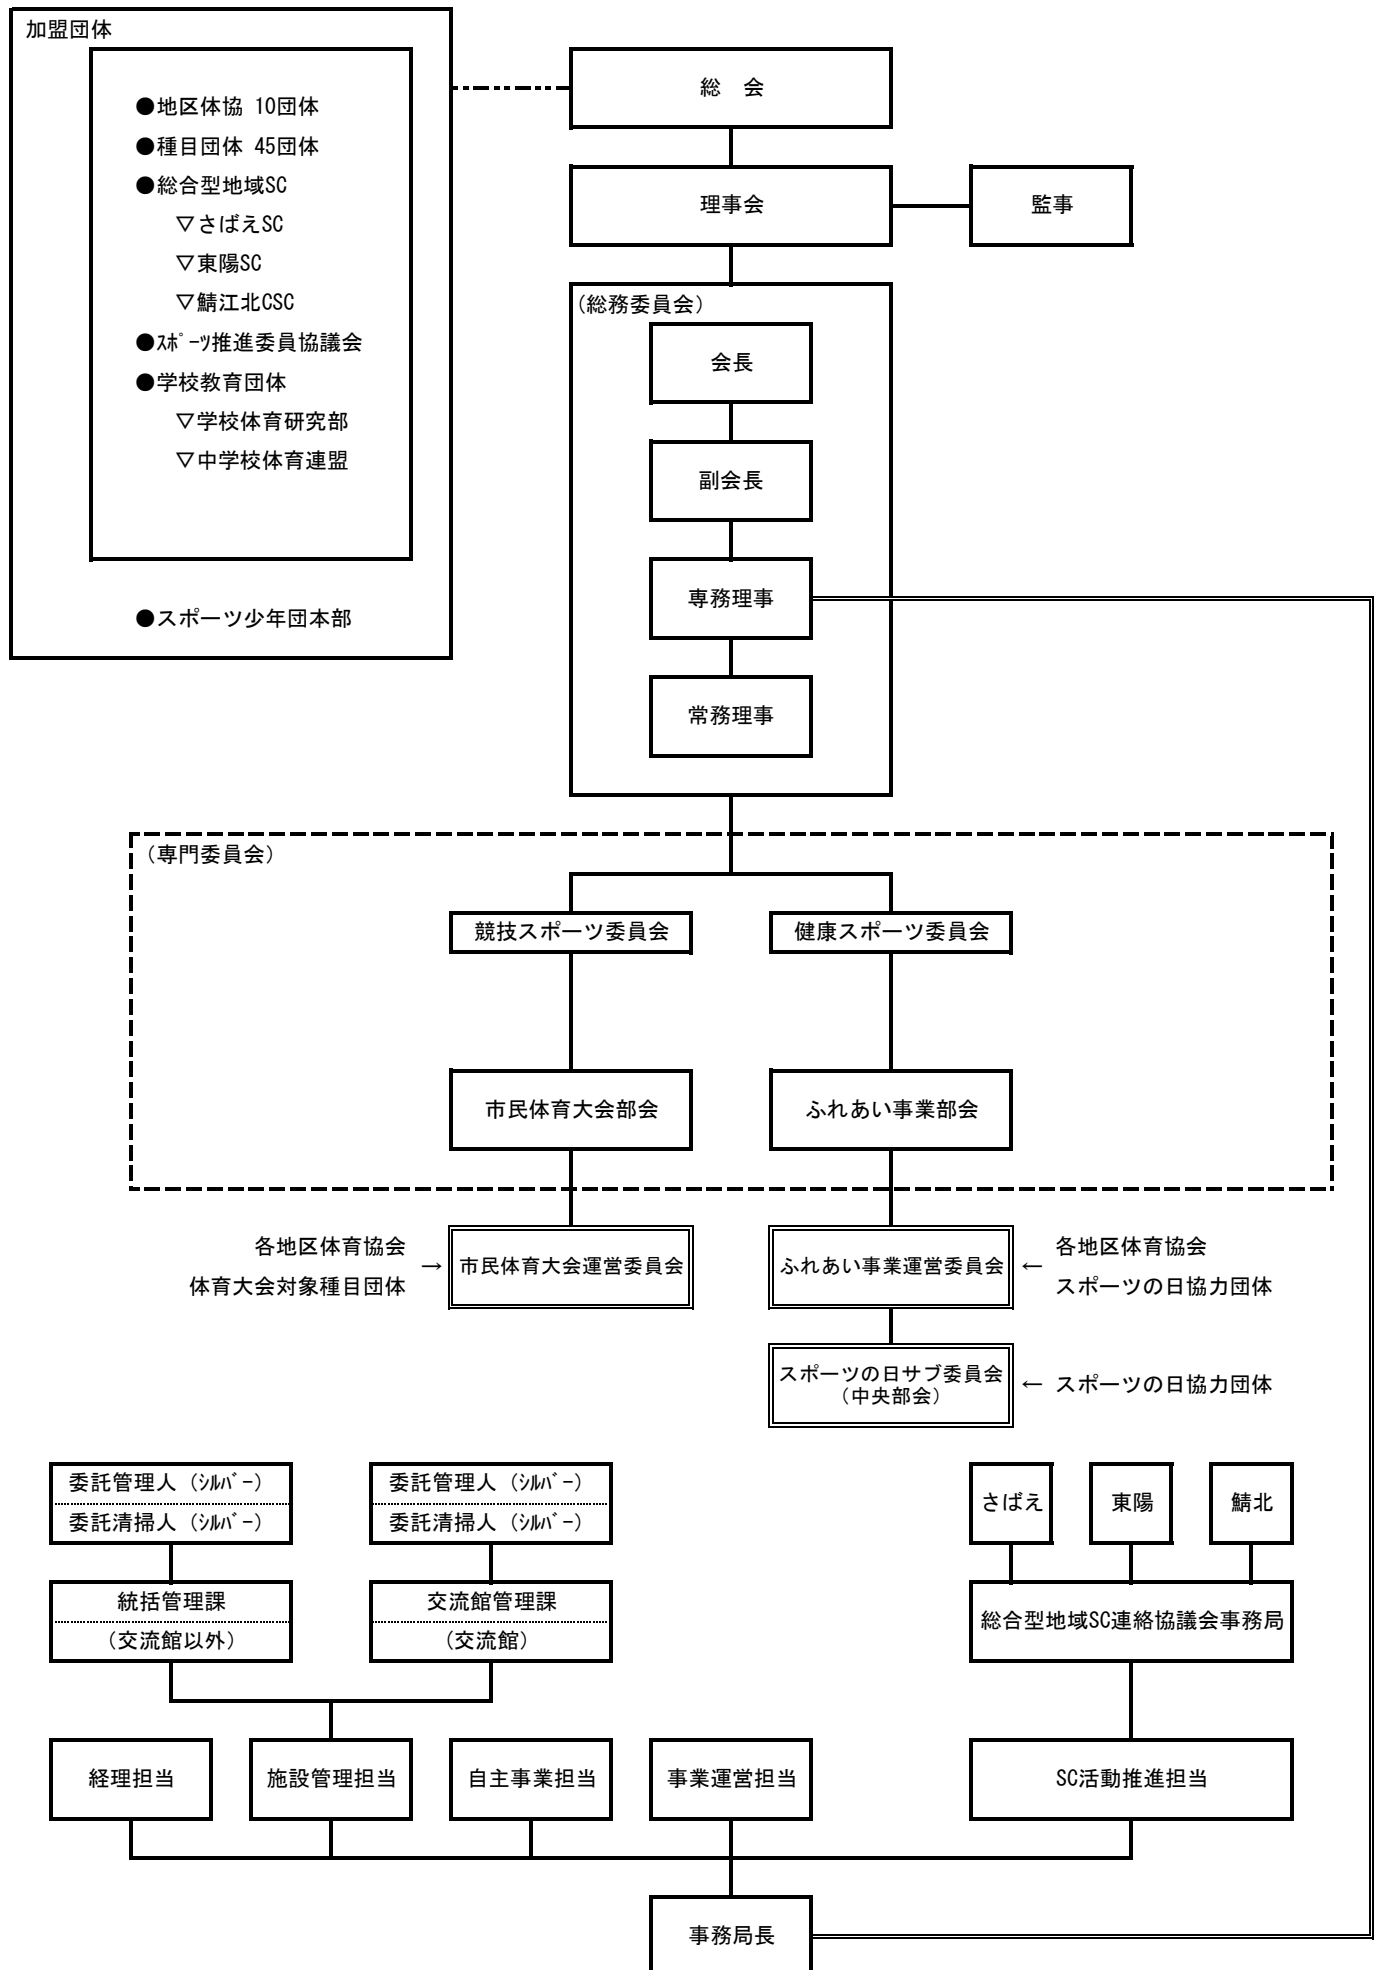 加盟団体
●地区体協 10団体
●種目団体 45団体
●総合型地域SC
▽さばえSC
▽東陽SC
▽鯖江北CSC
●ｽﾎﾟｰﾂ推進委員協議会
●学校教育団体
▽学校体育研究部
▽中学校体育連盟
●スポーツ少年団本部
総　会
理事会
監事
(総務委員会)
会長
副会長
専務理事
常務理事
(専門委員会)
競技スポーツ委員会
健康スポーツ委員会
市民体育大会部会
ふれあい事業部会
各地区体育協会
体育大会対象種目団体
→
市民体育大会運営委員会
ふれあい事業運営委員会
←
各地区体育協会
スポーツの日協力団体
スポーツの日サブ委員会
(中央部会)
← スポーツの日協力団体
委託管理人 (ｼﾙﾊﾞｰ)
委託清掃人 (ｼﾙﾊﾞｰ)
委託管理人 (ｼﾙﾊﾞｰ)
委託清掃人 (ｼﾙﾊﾞｰ)
さばえ
東陽
鯖北
統括管理課
(交流館以外)
交流館管理課
(交流館)
総合型地域SC連絡協議会事務局
経理担当
施設管理担当
自主事業担当
事業運営担当
SC活動推進担当
事務局長